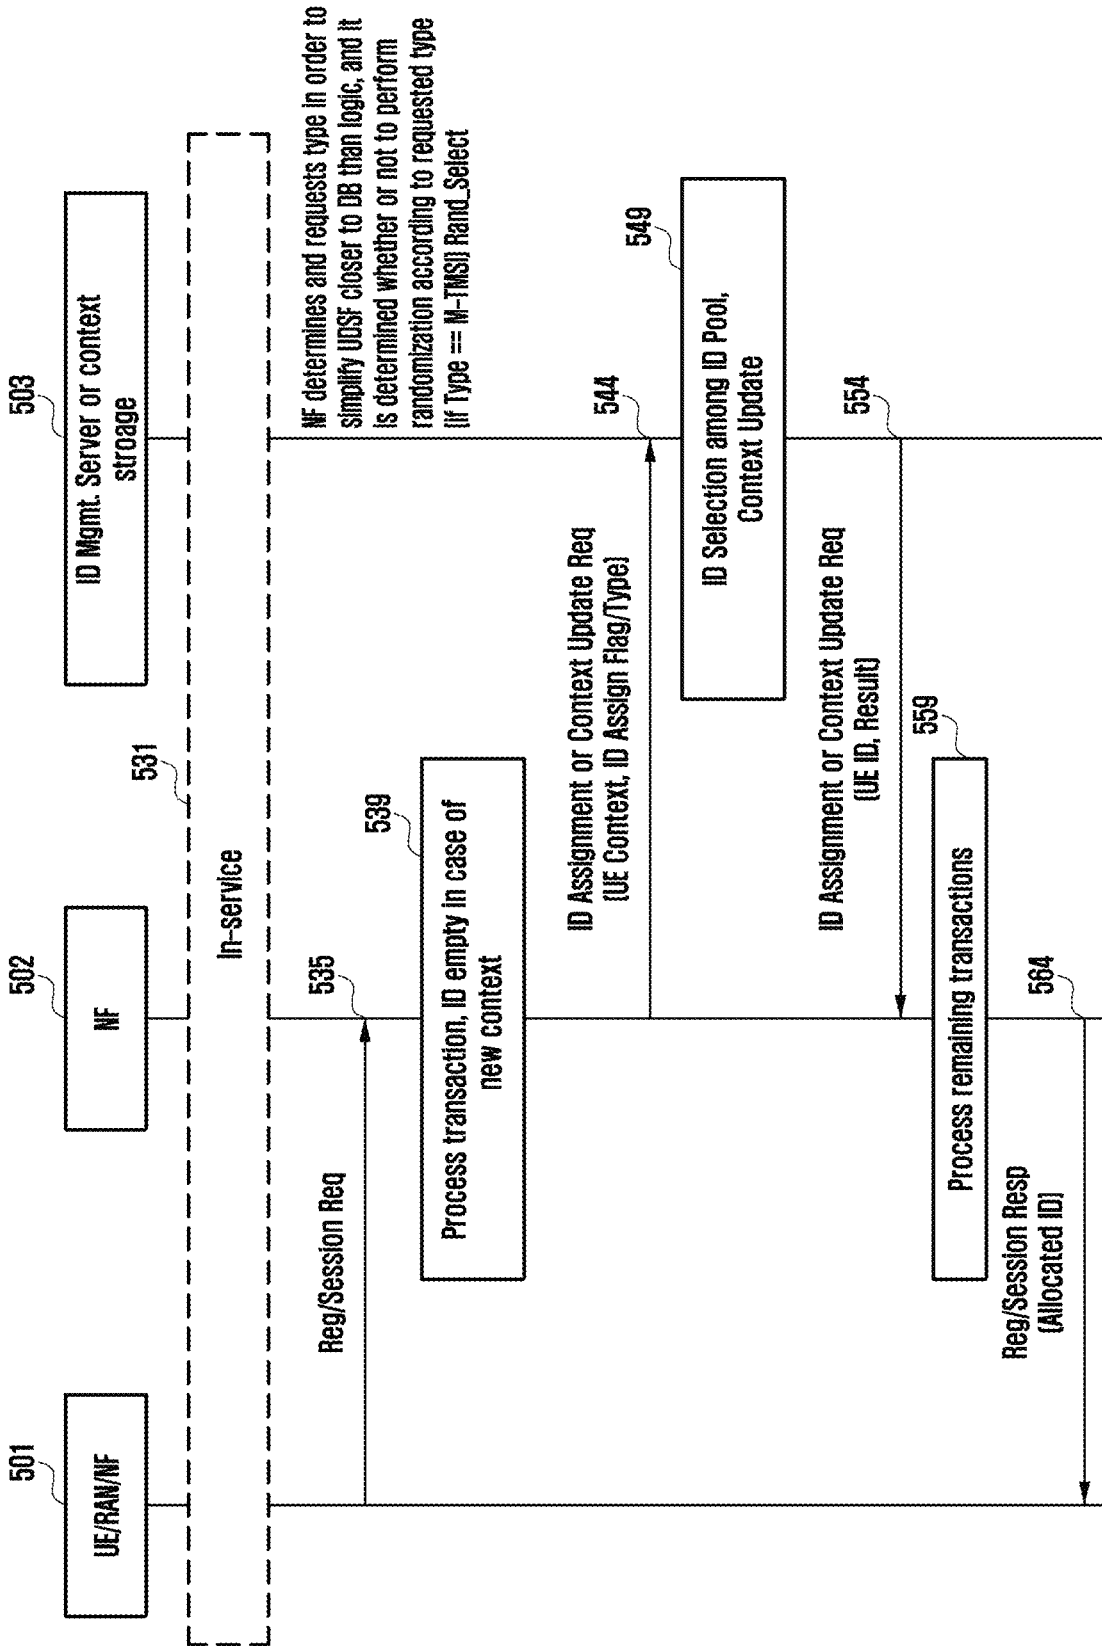 501
UE/RAN/NF
502
NF
503
ID Mgmt. Server or context
stroage
531
In-service
NF determines and requests type in order to
simplify UDSF closer to DB than logic, and it
is determined whether or not to perform
randomization according to requested type
[If Type == M-TMSI] Rand_Select
Reg/Session Req
535
539
Process transaction, ID empty in case of
new context
ID Assignment or Context Update Req
(UE Context, ID Assign Flag/Type)
544
549
ID Selection among ID Pool,
Context Update
ID Assignment or Context Update Req
(UE ID, Result)
554
559
Process remaining transactions
Reg/Session Resp
(Allocated ID)
564